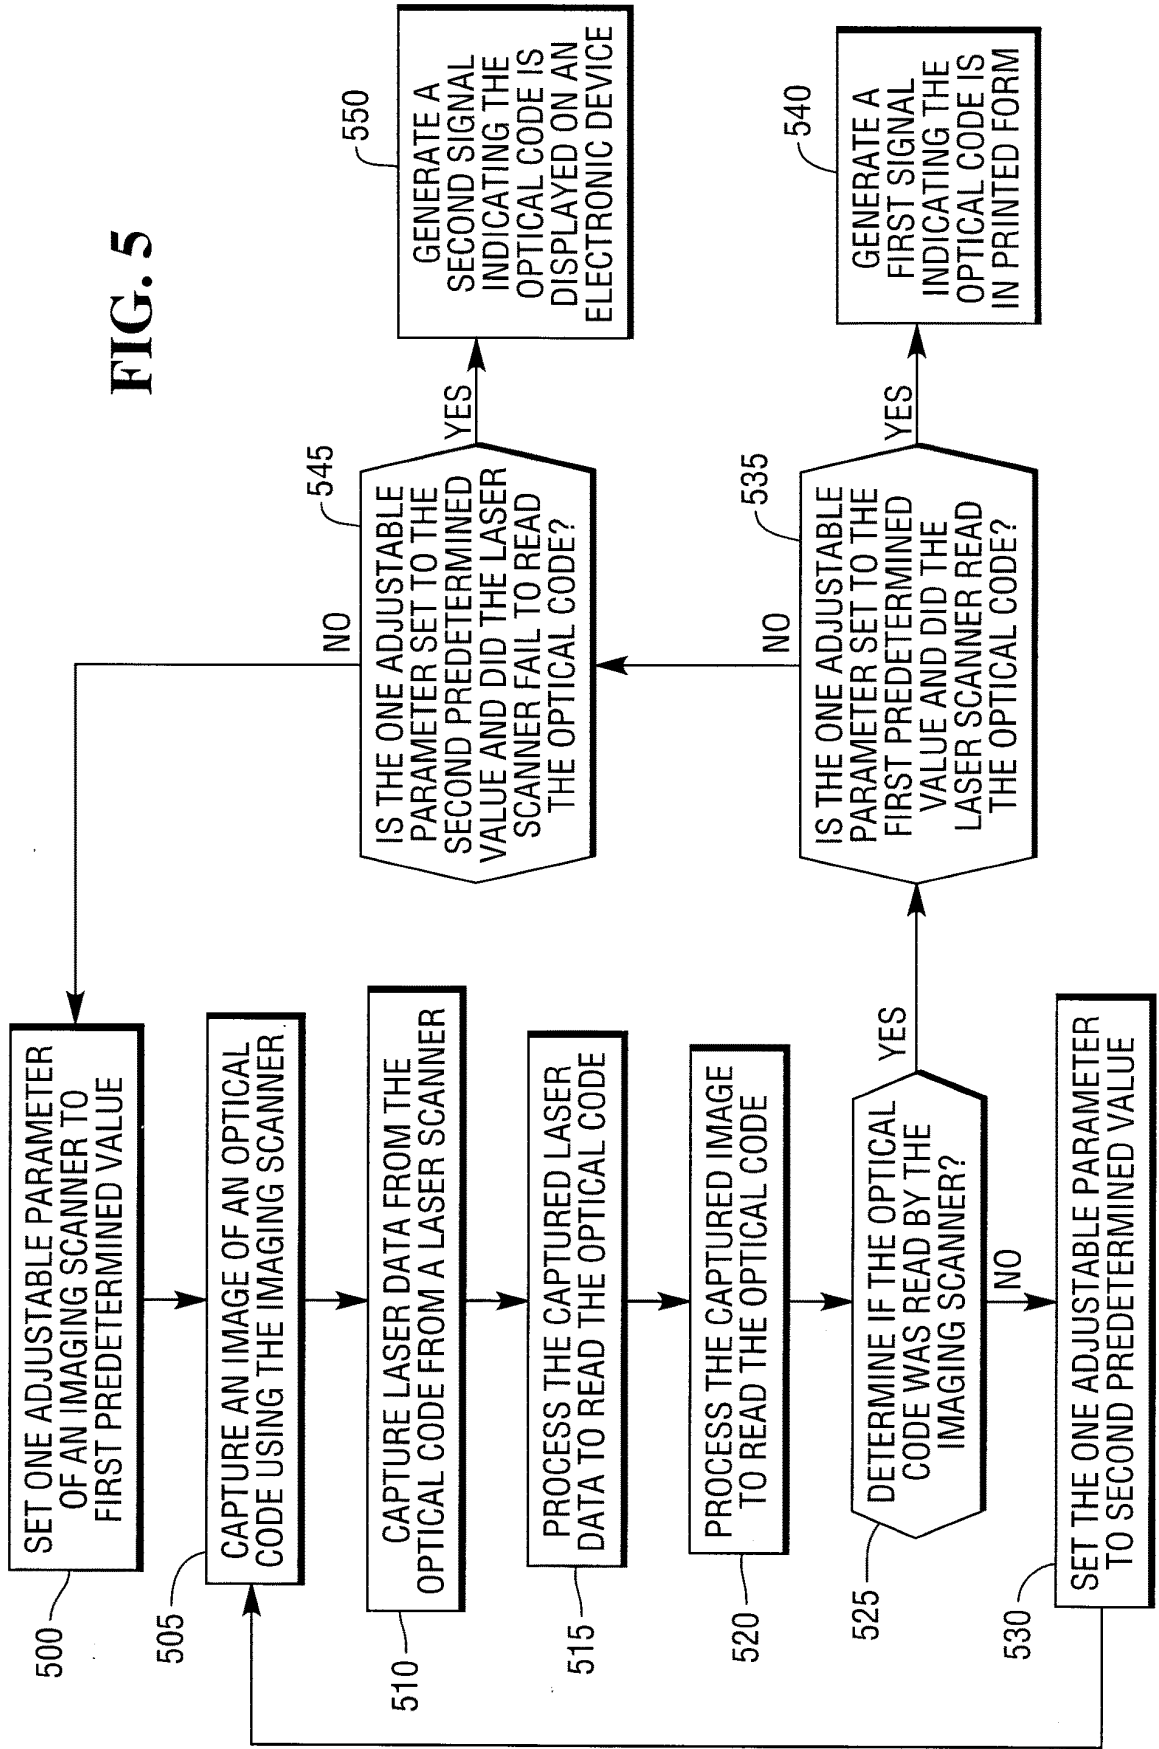 FIG. 5
500
SET ONE ADJUSTABLE PARAMETER
OF AN IMAGING SCANNER TO
FIRST PREDETERMINED VALUE
505
CAPTURE AN IMAGE OF AN OPTICAL
CODE USING THE IMAGING SCANNER
510
CAPTURE LASER DATA FROM THE
OPTICAL CODE FROM A LASER SCANNER
515
PROCESS THE CAPTURED LASER
DATA TO READ THE OPTICAL CODE
520
PROCESS THE CAPTURED IMAGE
TO READ THE OPTICAL CODE
525
DETERMINE IF THE OPTICAL
CODE WAS READ BY THE
IMAGING SCANNER?
NO
YES
530
SET THE ONE ADJUSTABLE PARAMETER
TO SECOND PREDETERMINED VALUE
535
IS THE ONE ADJUSTABLE
PARAMETER SET TO THE
FIRST PREDETERMINED
VALUE AND DID THE
LASER SCANNER READ
THE OPTICAL CODE?
NO
YES
540
GENERATE A
FIRST SIGNAL
INDICATING THE
OPTICAL CODE IS
IN PRINTED FORM
545
IS THE ONE ADJUSTABLE
PARAMETER SET TO THE
SECOND PREDETERMINED
VALUE AND DID THE LASER
SCANNER FAIL TO READ
THE OPTICAL CODE?
NO
YES
550
GENERATE A
SECOND SIGNAL
INDICATING THE
OPTICAL CODE IS
DISPLAYED ON AN
ELECTRONIC DEVICE